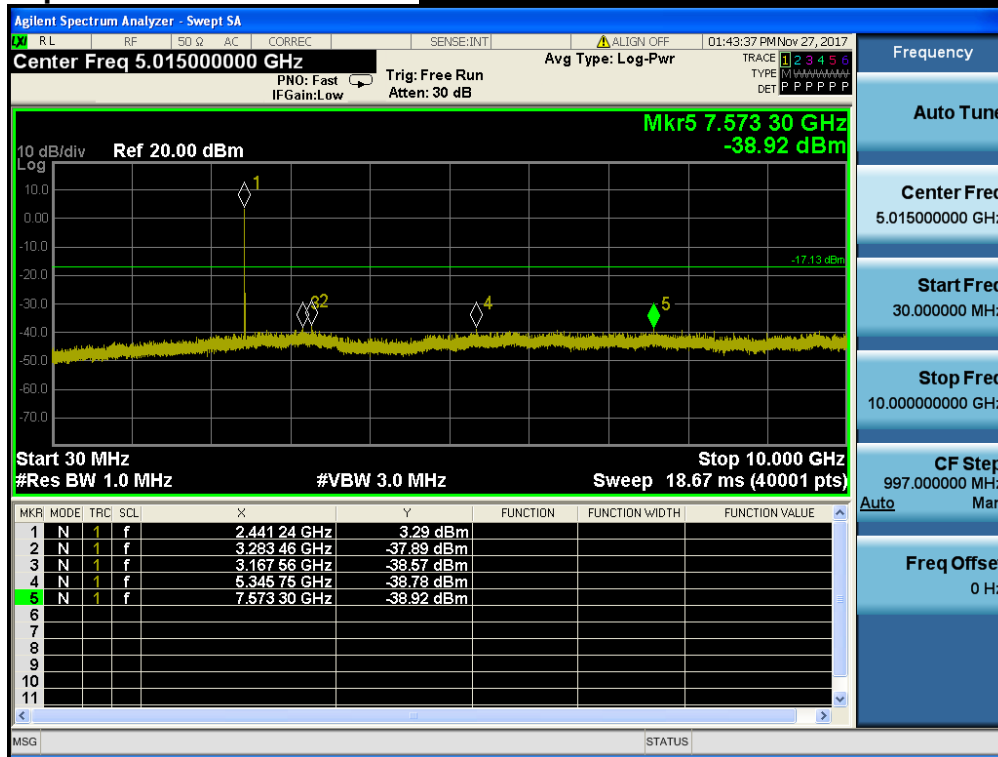 Agilent Spectrum Analyzer - Swept SA
LXI RL RF 50 Ω AC CORREC SENSE:INT ALIGN OFF 01:43:37 PM Nov 27, 2017
Center Freq 5.015000000 GHz
PNO: Fast
IFGain:Low
Trig: Free Run
Atten: 30 dB
Avg Type: Log-Pwr
TRACE 1 2 3 4 5 6
TYPE M WWWWW
DET P P P P P P
Mkr5 7.573 30 GHz
-38.92 dBm
10 dB/div
Log
Ref 20.00 dBm
10.0
0.00
-10.0
-20.0
-30.0
-40.0
-50.0
-60.0
-70.0
1
-17.13 dBm
3 2
4
5
Start 30 MHz
Stop 10.000 GHz
#Res BW 1.0 MHz
#VBW 3.0 MHz
Sweep 18.67 ms (40001 pts)
MKR MODE TRC SCL X Y FUNCTION FUNCTION WIDTH FUNCTION VALUE
1 N 1 f 2.441 24 GHz 3.29 dBm
2 N 1 f 3.283 46 GHz -37.89 dBm
3 N 1 f 3.167 56 GHz -38.57 dBm
4 N 1 f 5.345 75 GHz -38.78 dBm
5 N 1 f 7.573 30 GHz -38.92 dBm
6
7
8
9
10
11
MSG
STATUS
Frequency
Auto Tune
Center Freq
5.015000000 GHz
Start Freq
30.000000 MHz
Stop Freq
10.000000000 GHz
CF Step
997.000000 MHz
Auto Man
Freq Offset
0 Hz